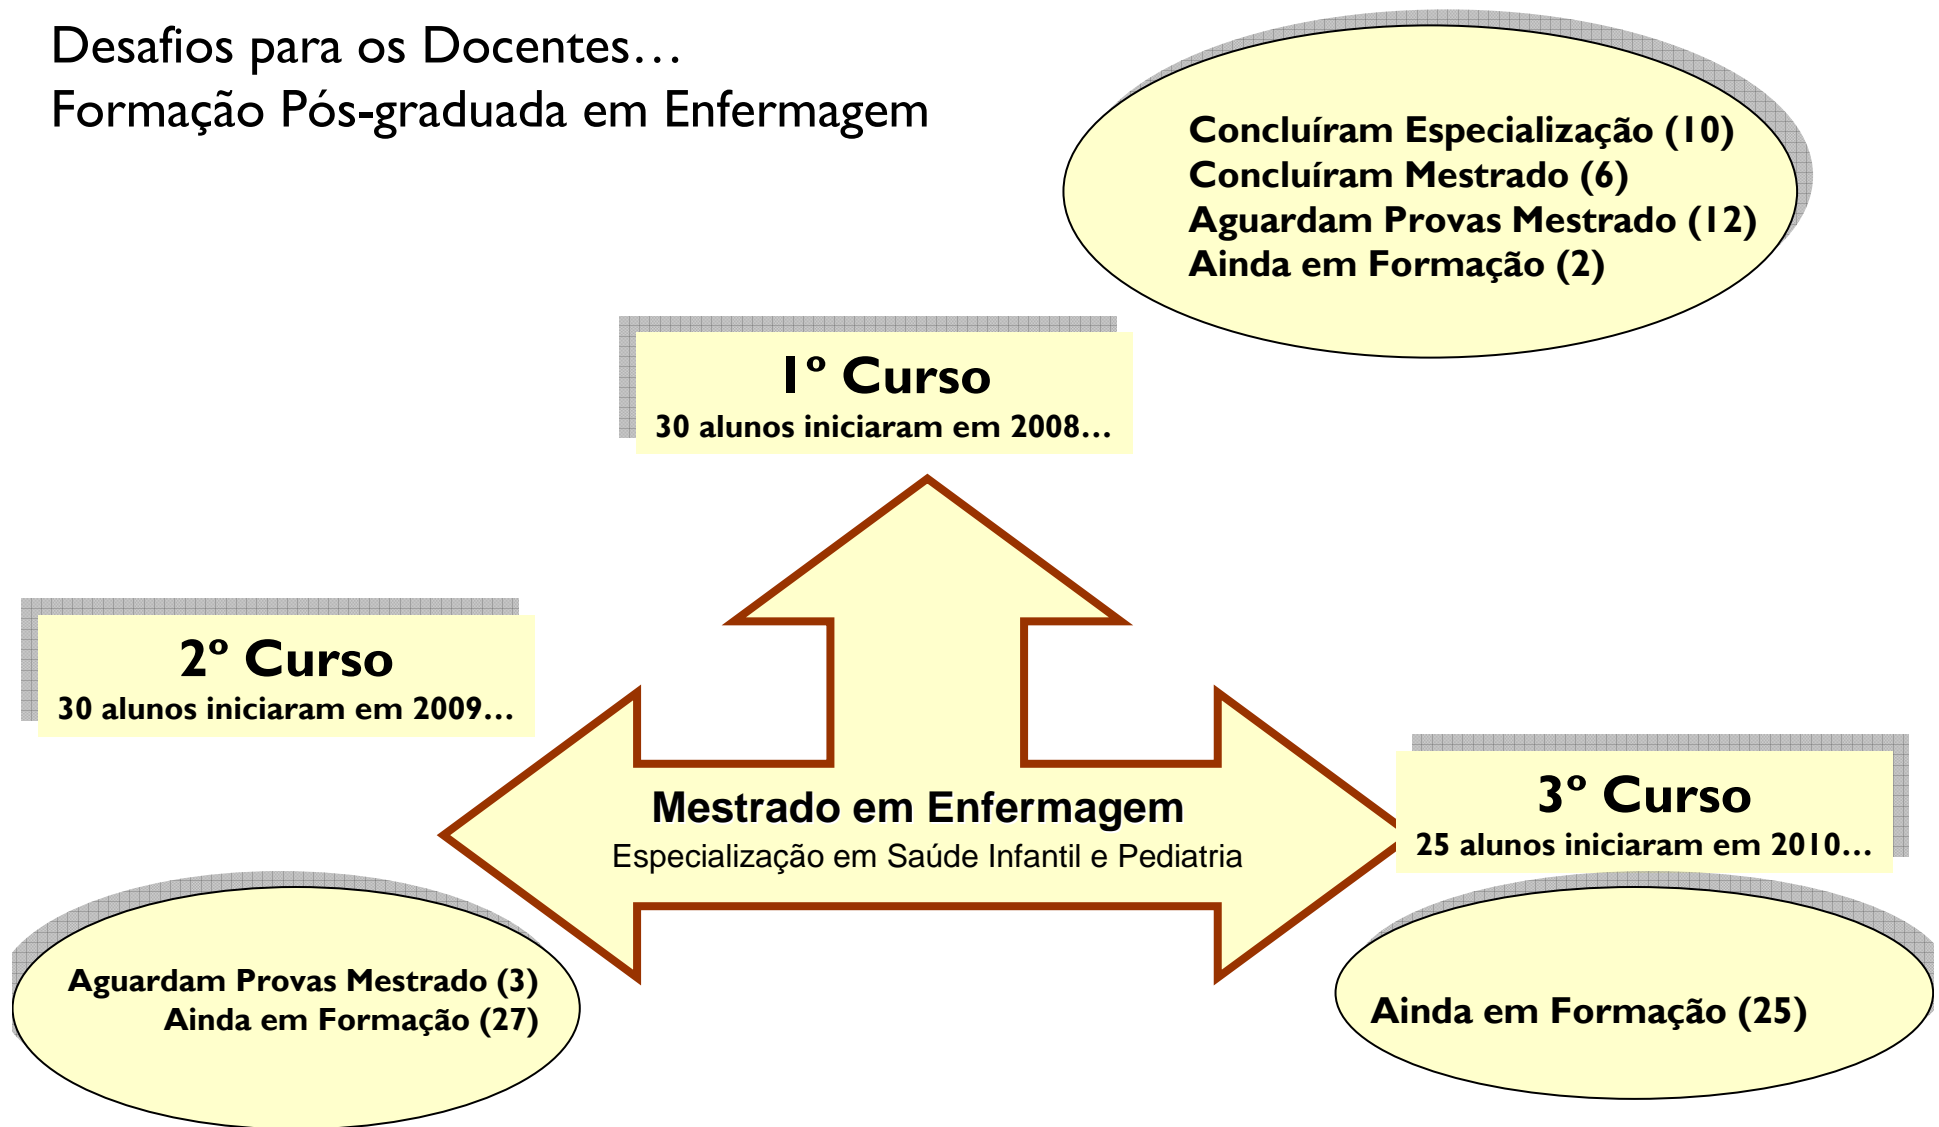 Desafios para os Docentes…
Formação Pós-graduada em Enfermagem
Concluíram Especialização (10)
Concluíram Mestrado (6)
Aguardam Provas Mestrado (12)
Ainda em Formação (2)
1º Curso
30 alunos iniciaram em 2008…
2º Curso
30 alunos iniciaram em 2009…
Mestrado em Enfermagem
Especialização em Saúde Infantil e Pediatria
3º Curso
25 alunos iniciaram em 2010…
Aguardam Provas Mestrado (3)
Ainda em Formação (27)
Ainda em Formação (25)